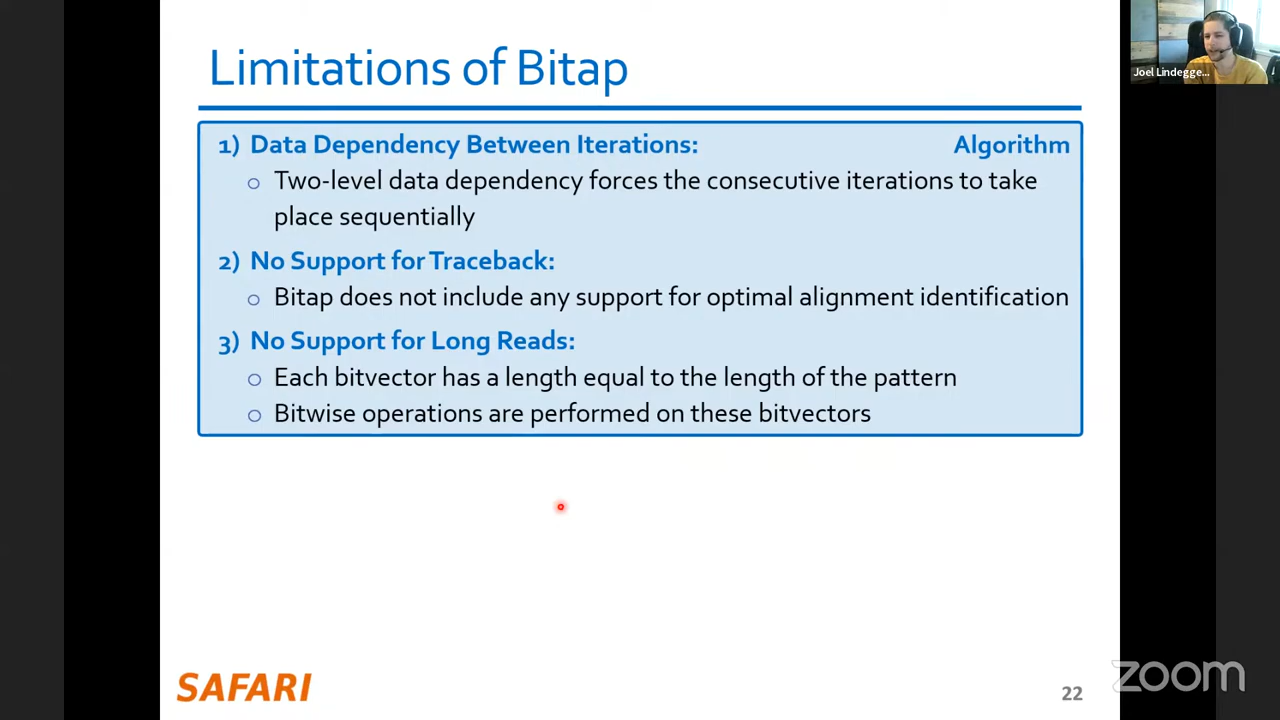 Limitations of Bitap
1) Data Dependency Between Iterations: Algorithm
Two-level data dependency forces the consecutive iterations to take
place sequentially
2) No Support for Traceback:
Bitap does not include any support for optimal alignment identification
3) No Support for Long Reads:
Each bitvector has a length equal to the length of the pattern
Bitwise operations are performed on these bitvectors
SAFARI
22
zoom
Joel Lindegge...